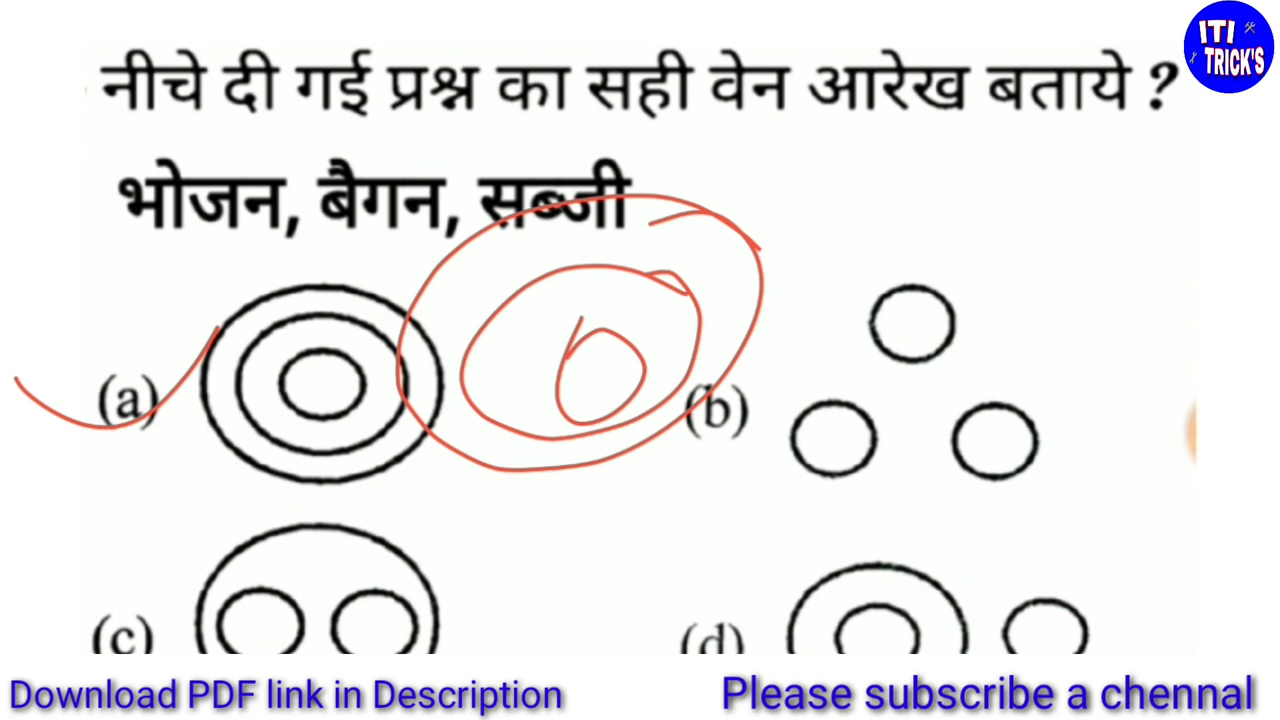 ITI
TRICK'S
नीचे दी गई प्रश्न का सही वेन आरेख बताये ?
भोजन, बैगन, सब्जी
(a)
(b)
(c)
(d)
Download PDF link in Description
Please subscribe a chennal